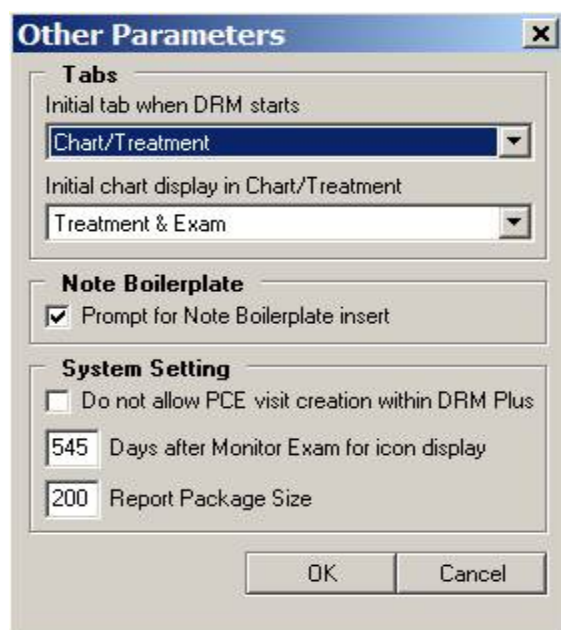 Other Parameters
Tabs
Initial tab when DRM starts
Chart/Treatment
Initial chart display in Chart/Treatment
Treatment & Exam
Note Boilerplate
Prompt for Note Boilerplate insert
System Setting
Do not allow PCE visit creation within DRM Plus
545 Days after Monitor Exam for icon display
200 Report Package Size
OK Cancel